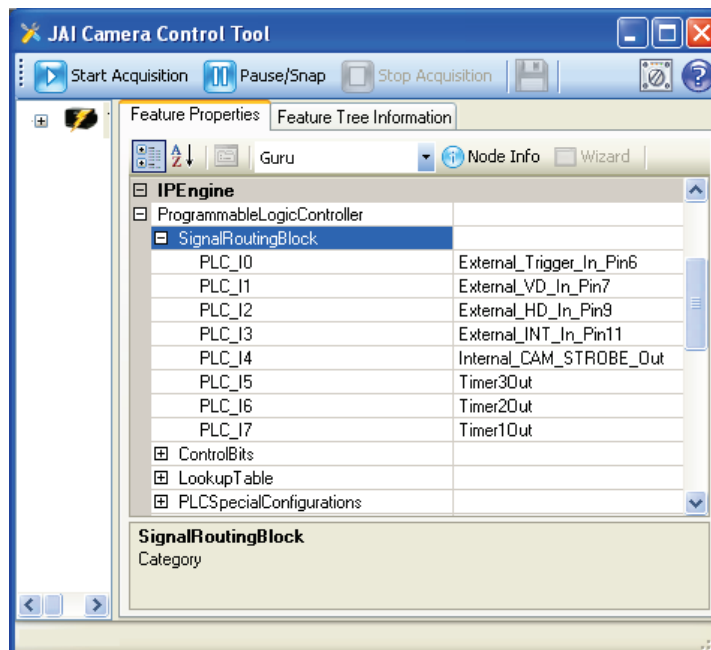 JAI Camera Control Tool
Start Acquisition Pause/Snap Stop Acquisition
Feature Properties Feature Tree Information
Guru Node Info Wizard
IPEngine
ProgrammableLogicController
SignalRoutingBlock
PLC_I0 External_Trigger_In_Pin6
PLC_I1 External_VD_In_Pin7
PLC_I2 External_HD_In_Pin9
PLC_I3 External_INT_In_Pin11
PLC_I4 Internal_CAM_STROBE_Out
PLC_I5 Timer3Out
PLC_I6 Timer2Out
PLC_I7 Timer1Out
ControlBits
LookupTable
PLCSpecialConfigurations
SignalRoutingBlock
Category